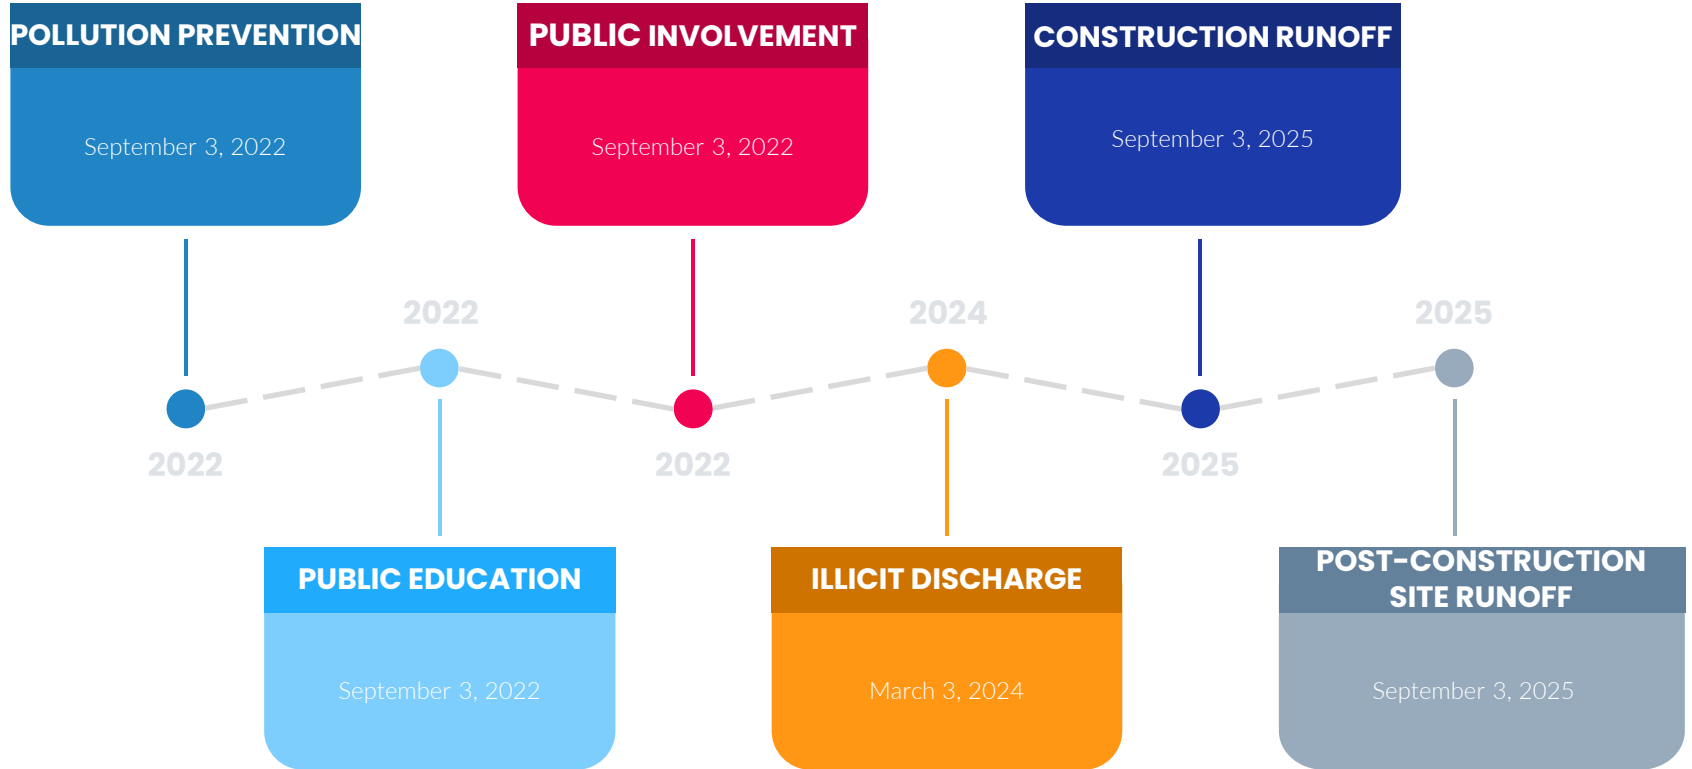 POLLUTION PREVENTION
September 3, 2022
PUBLIC INVOLVEMENT
September 3, 2022
CONSTRUCTION RUNOFF
September 3, 2025
2022
2024
2025
2022
2022
2025
PUBLIC EDUCATION
September 3, 2022
ILLICIT DISCHARGE
March 3, 2024
POST-CONSTRUCTION
SITE RUNOFF
September 3, 2025